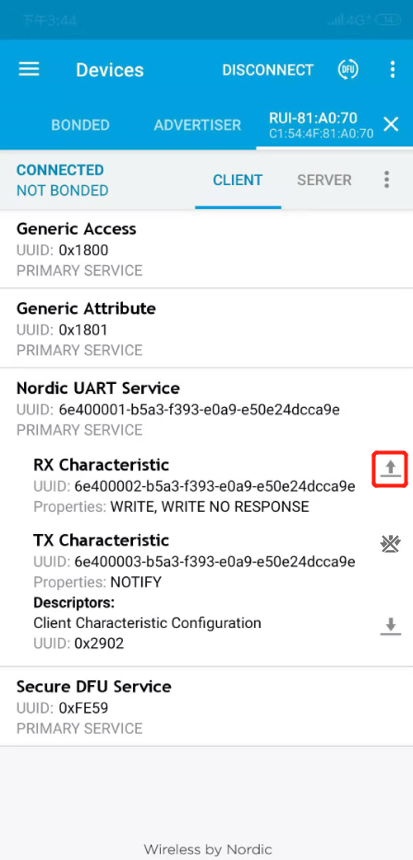 下午3:44
4G
14
Devices
DISCONNECT
DFU
BONDED
ADVERTISER
RUI-81:A0:70
C1:54:4F:81:A0:70
CONNECTED
NOT BONDED
CLIENT
SERVER
Generic Access
UUID: 0x1800
PRIMARY SERVICE
Generic Attribute
UUID: 0x1801
PRIMARY SERVICE
Nordic UART Service
UUID: 6e400001-b5a3-f393-e0a9-e50e24dcca9e
PRIMARY SERVICE
RX Characteristic
UUID: 6e400002-b5a3-f393-e0a9-e50e24dcca9e
Properties: WRITE, WRITE NO RESPONSE
TX Characteristic
UUID: 6e400003-b5a3-f393-e0a9-e50e24dcca9e
Properties: NOTIFY
Descriptors:
Client Characteristic Configuration
UUID: 0x2902
Secure DFU Service
UUID: 0xFE59
PRIMARY SERVICE
Wireless by Nordic